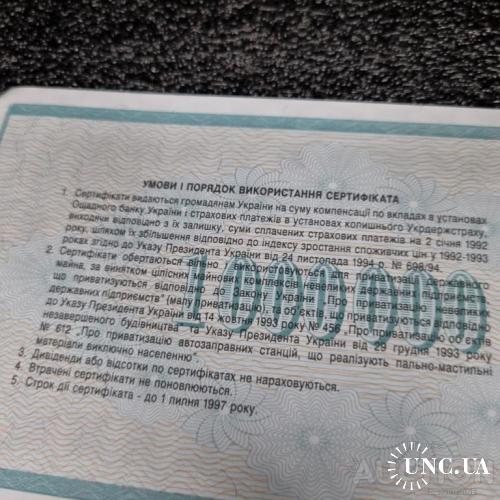 УМОВИ І ПОРЯДОК ВИКОРИСТАННЯ СЕРТИФІКАТА
1. Сертифікати видаються громадянам України на суму компенсації по вкладах в установах
Ощадного банку України і страхових платежів в установах колишнього Укрдержстраху,
виходячи відповідно з їх залишку, суми сплачених страхових платежів на 2 січня 1992
року, шляхом їх збільшення відповідно до індексу зростання споживчих цін у 1992-1993
роках згідно до Указу Президента України від 24 листопада 1994 р. № 698/94.
2. Сертифікати обертаються вільно і використовуються для приватизації державного
майна, за винятком цілісних майнових комплексів невеликих державних підприємств,
що приватизуються відповідно до Закону України „Про приватизацію невеликих
державних підприємств" (малу приватизацію), та об'єктів, що приватизуються відповідно
до Указу Президента України від 14 жовтня 1993 року № 456 „Про приватизацію об'єктів
незавершеного будівництва" та Указу Президента України від 29 грудня 1993 року
№ 612 „Про приватизацію автозаправних станцій, що реалізують пально-мастильні
матеріали виключно населенню".
3. Дивіденди або відсотки по сертифікатах не нараховуються.
4. Втрачені сертифікати не поновлюються.
5. Строк дії сертифіката - до 1 липня 1997 року.
1000000
UNC.UA